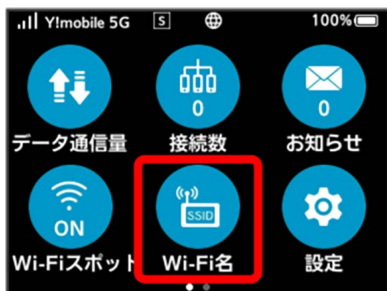 Y!mobile 5G S 100%
0 0
データ通信量 接続数 お知らせ
ON SSID
Wi-Fiスポット Wi-Fi名 設定